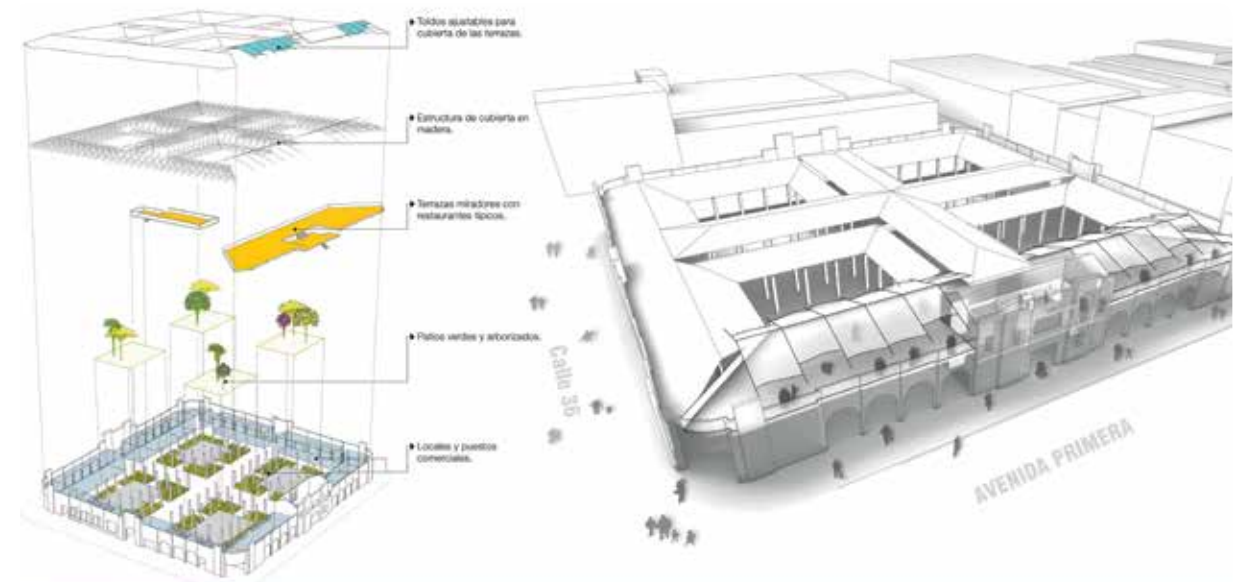 Toldos ajustables para
cubierta de las terrazas.
Estructura de cubierta en
madera.
Terrazas miradores con
restaurantes típicos.
Patios verdes y arborizados.
Locales y puestos
comerciales.
Calle 36
AVENIDA PRIMERA